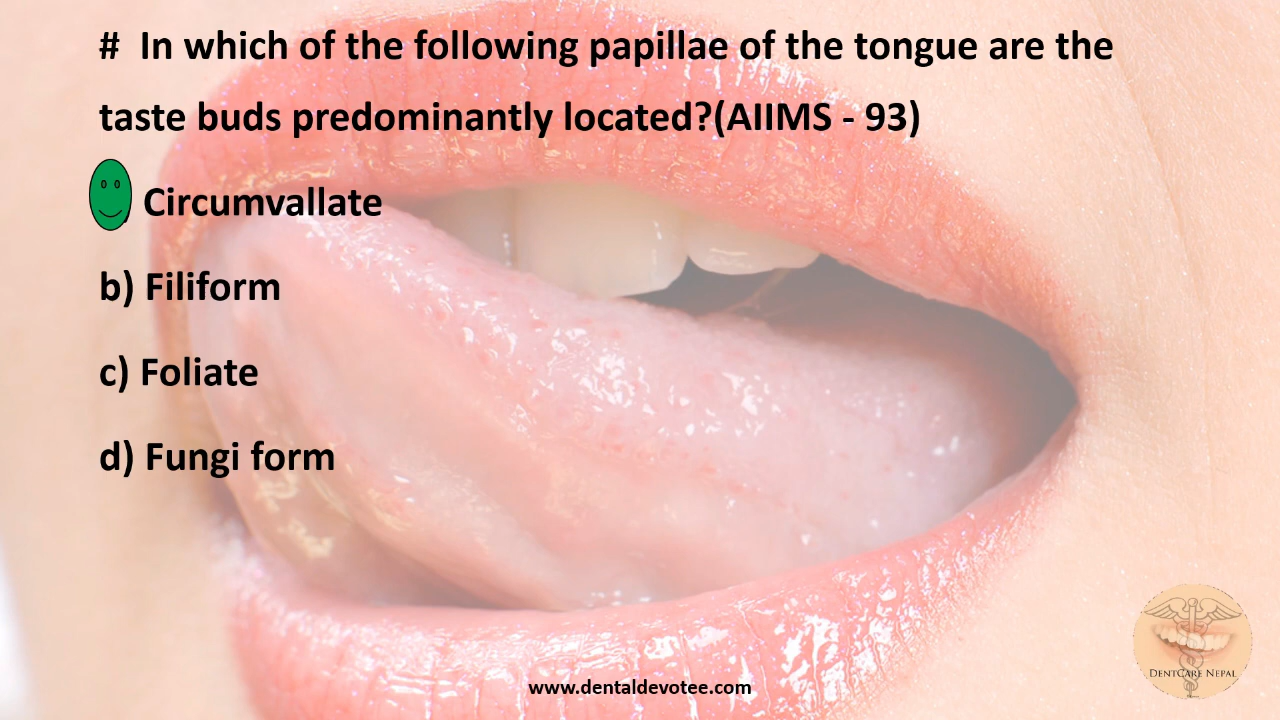 # In which of the following papillae of the tongue are the
taste buds predominantly located?(AIIMS - 93)
Circumvallate
b) Filiform
c) Foliate
d) Fungi form
DENTCARE NEPAL
www.dentaldevotee.com